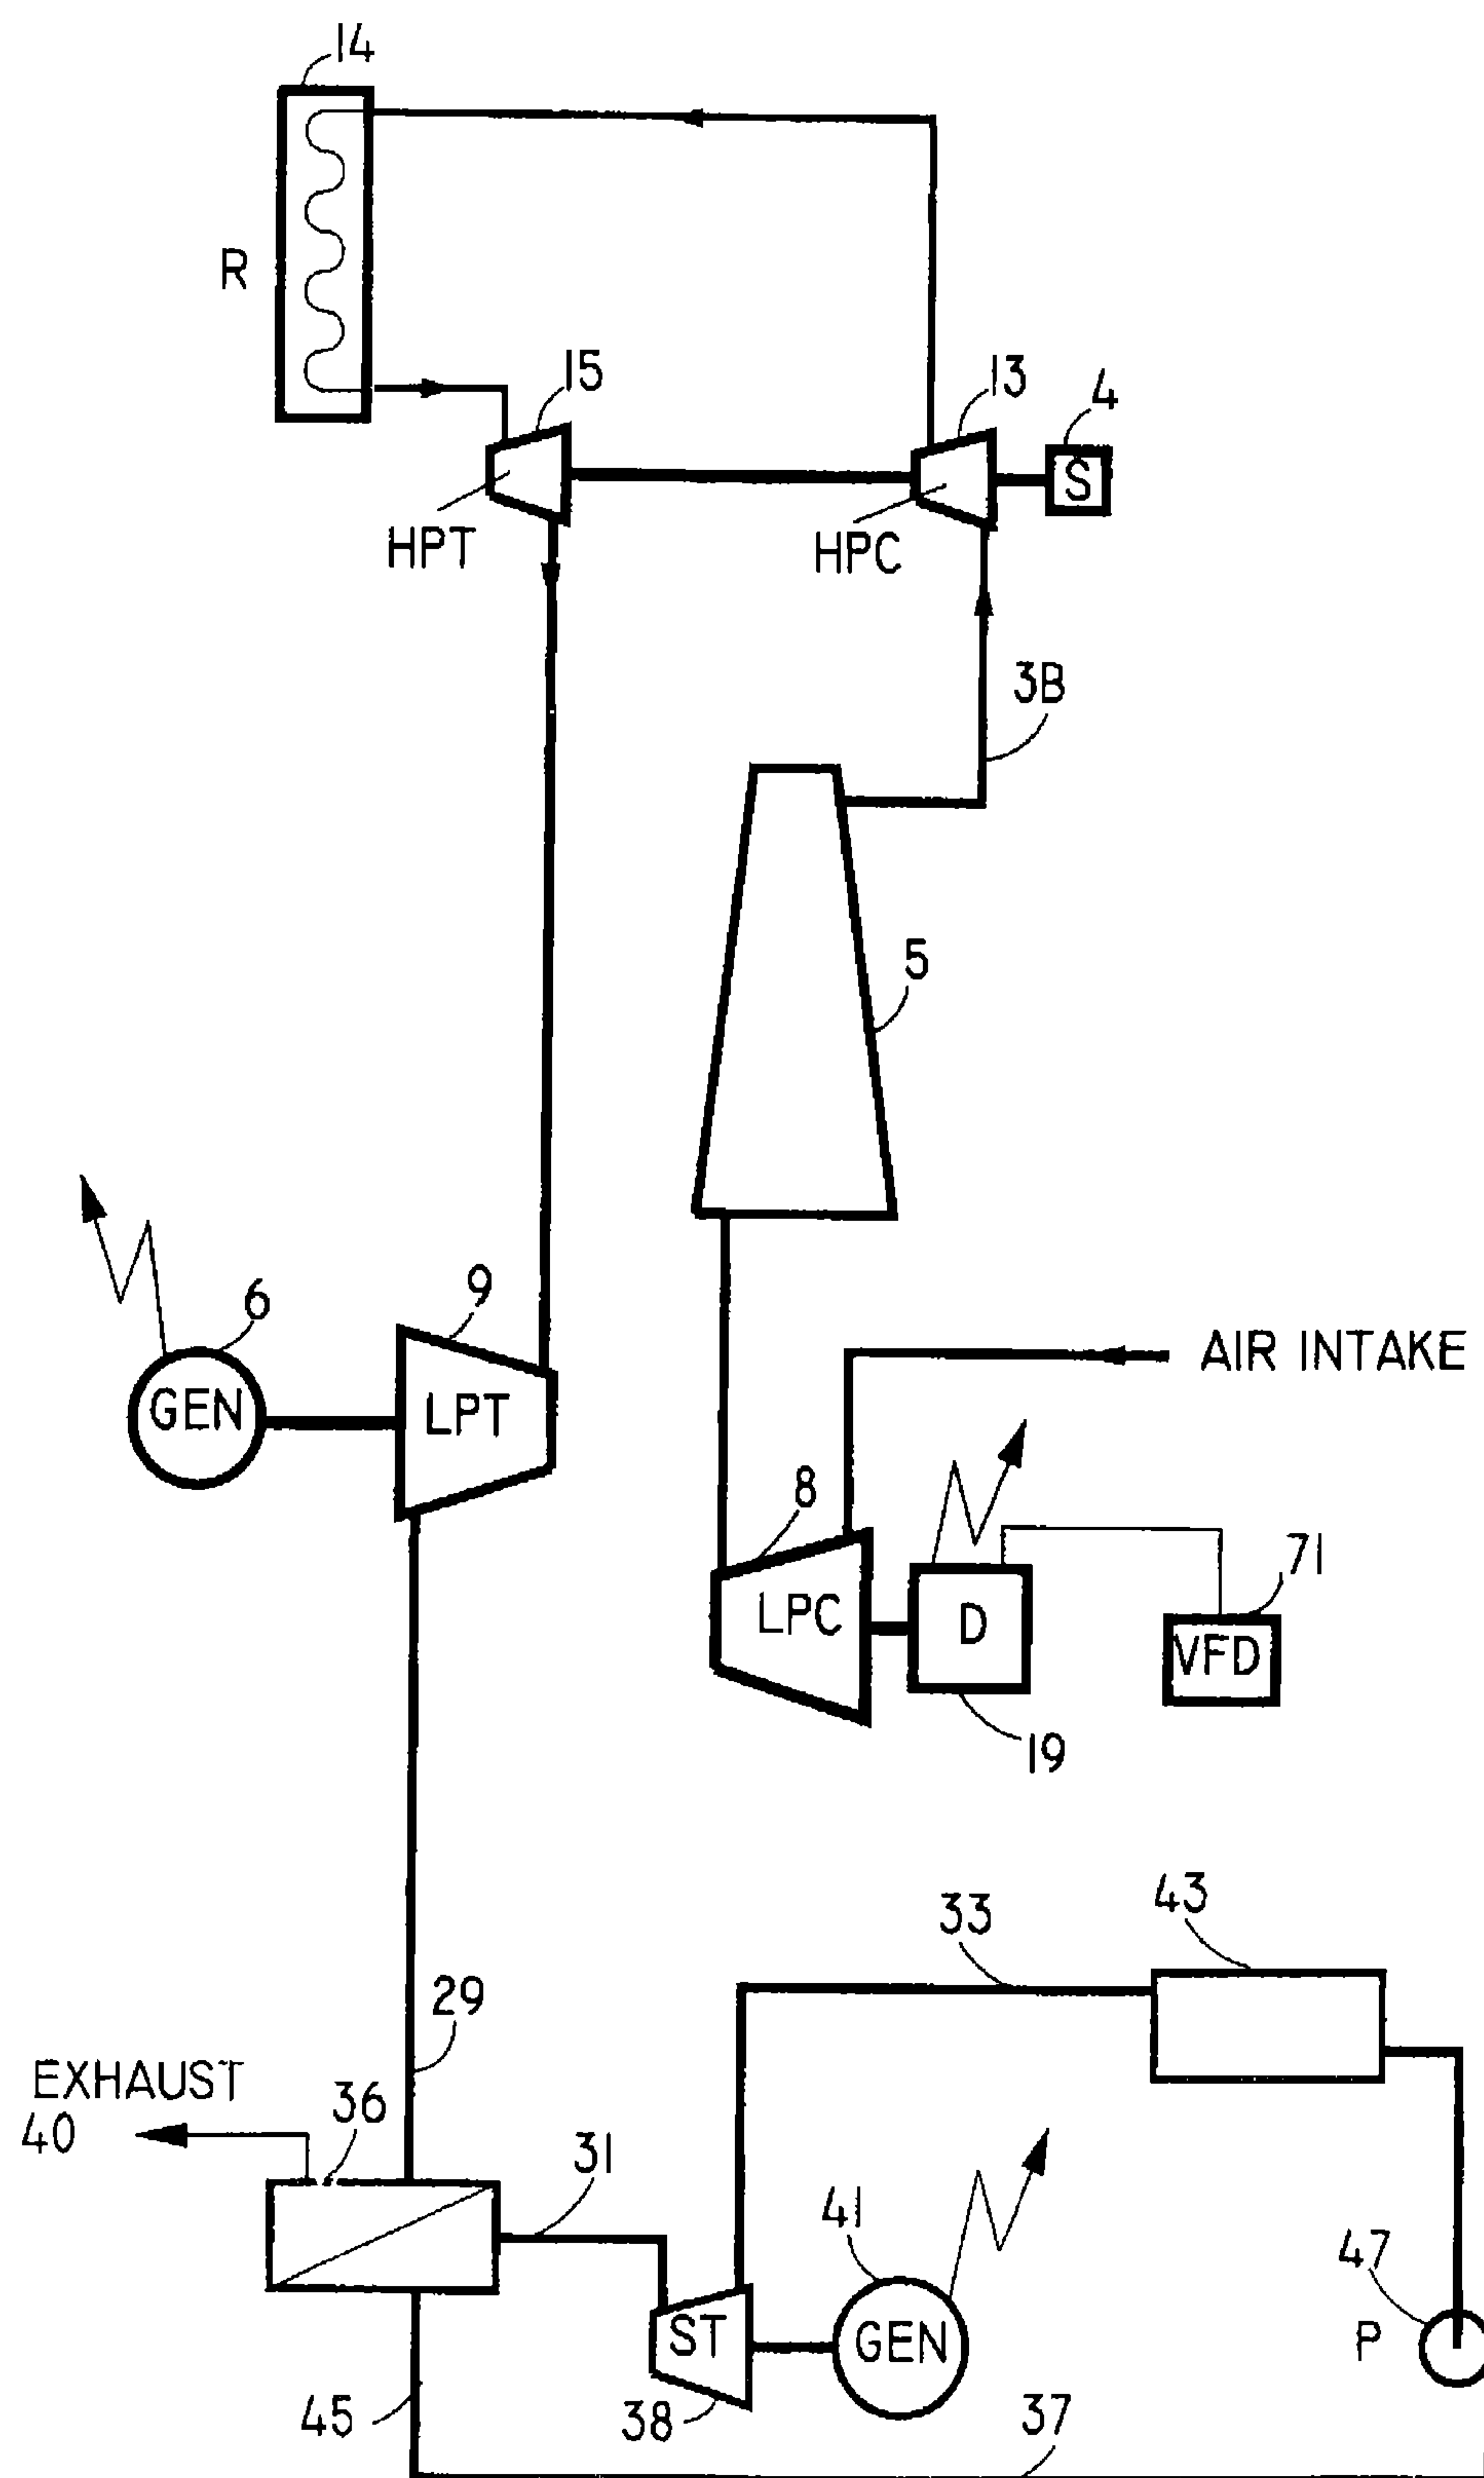 14
R
15
13
4
S
HPT
HPC
3B
5
6
9
GEN
LPT
AIR INTAKE
8
LPC
D
71
VFD
19
33
43
29
EXHAUST
40
36
31
41
47
ST
GEN
P
45
38
37